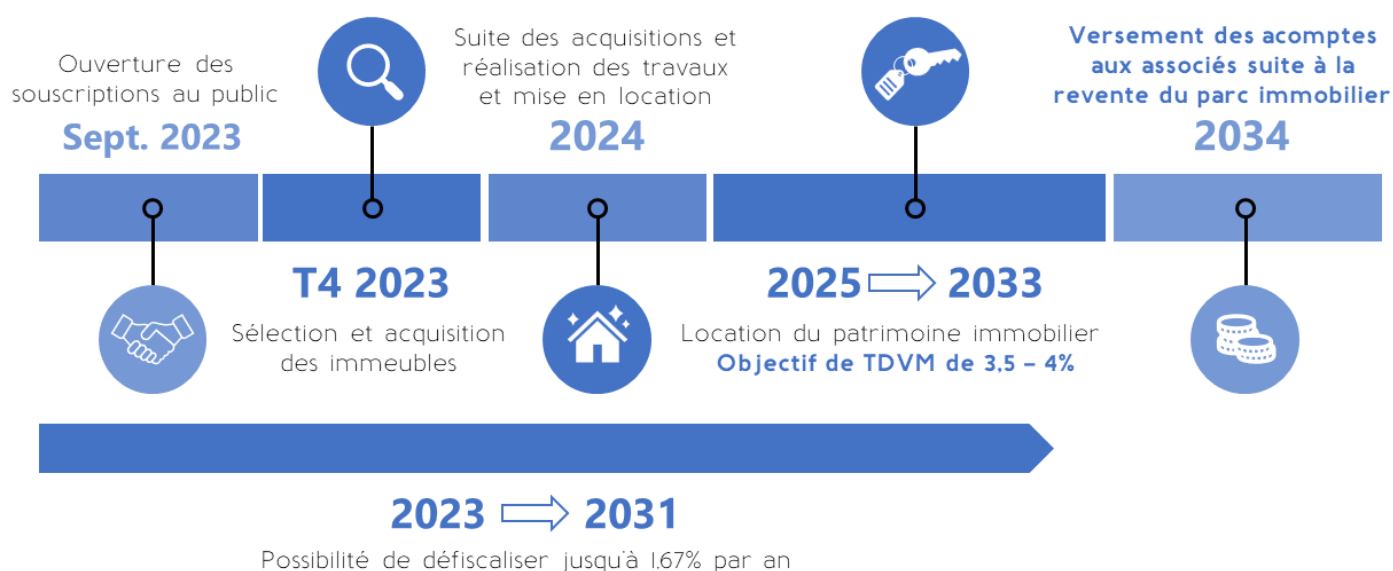 Ouverture des
souscriptions au public
Sept. 2023
Suite des acquisitions et
réalisation des travaux
et mise en location
2024
Versement des acomptes
aux associés suite à la
revente du parc immobilier
2034
T4 2023
Sélection et acquisition
des immeubles
2025 2033
Location du patrimoine immobilier
Objectif de TDVM de 3,5 – 4%
2023 2031
Possibilité de défiscaliser jusqu'à 1,67% par an